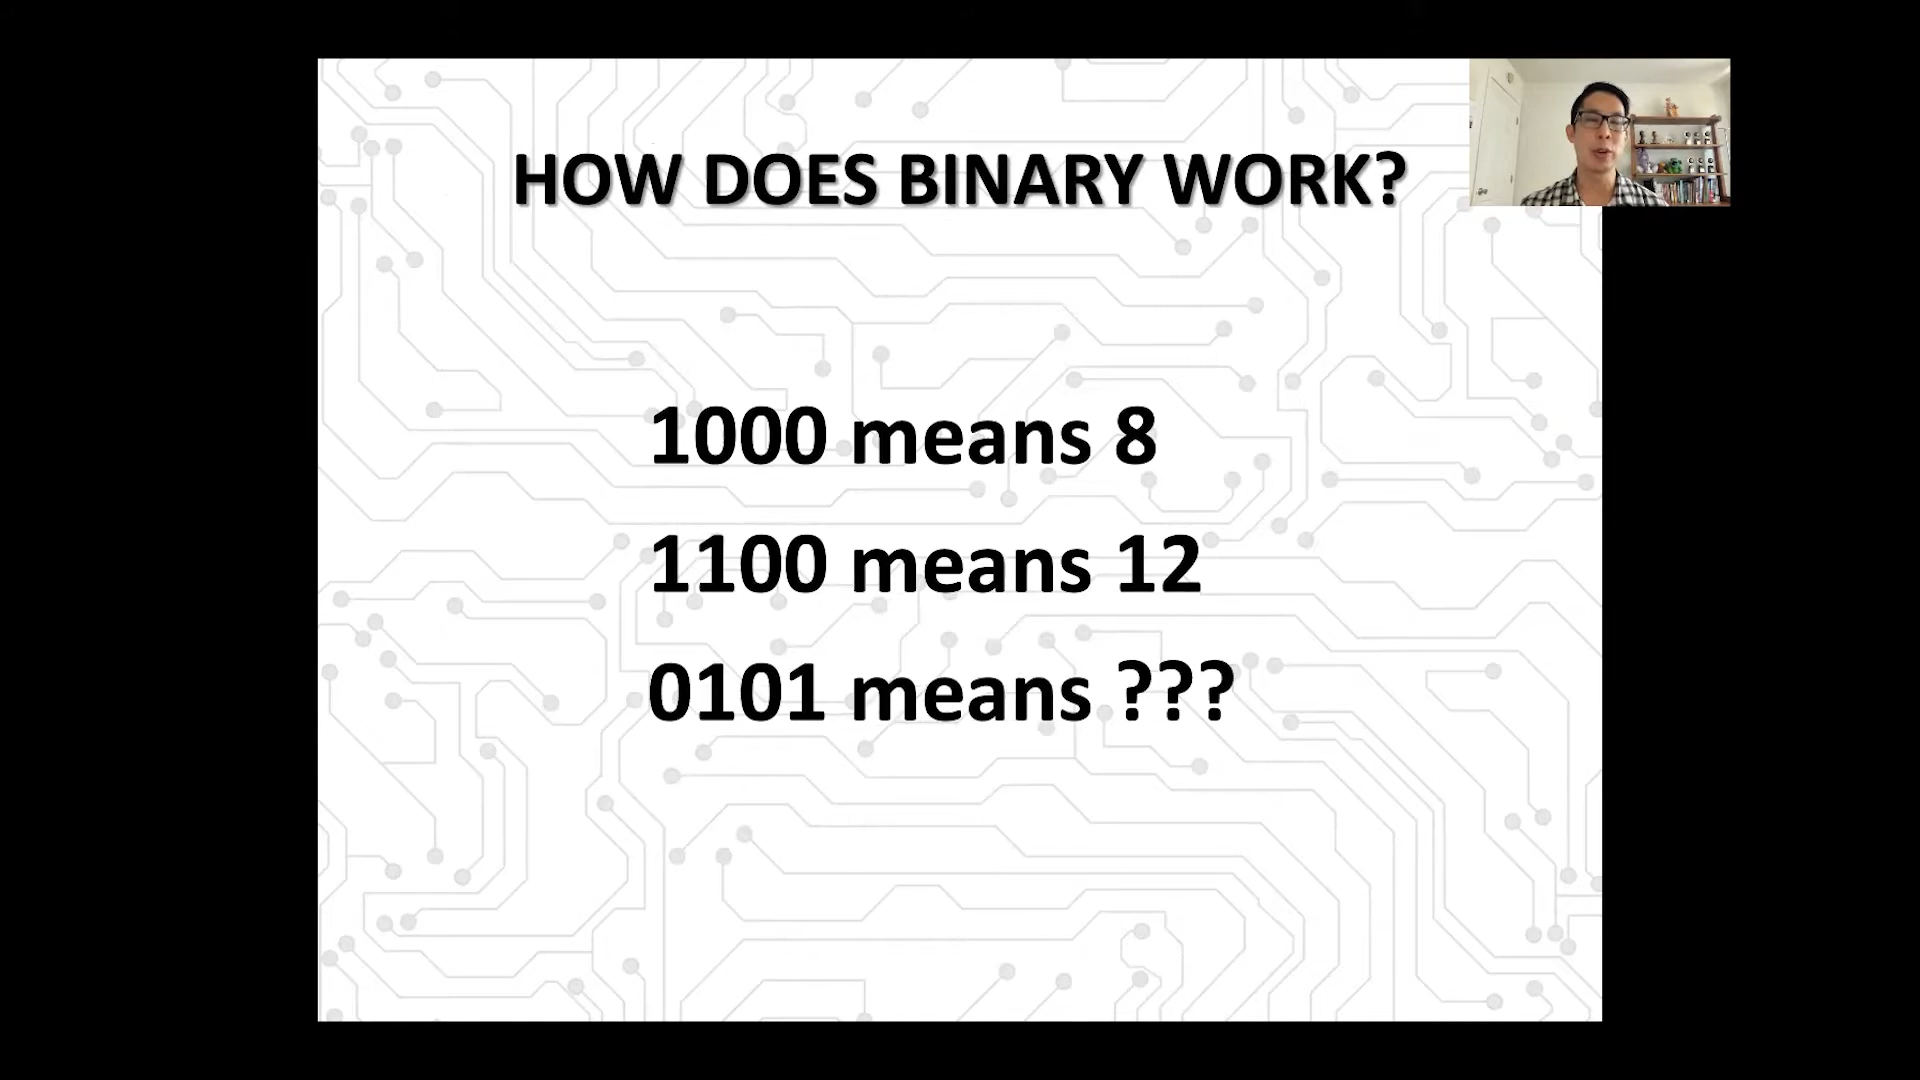 HOW DOES BINARY WORK?
1000 means 8
1100 means 12
0101 means ???